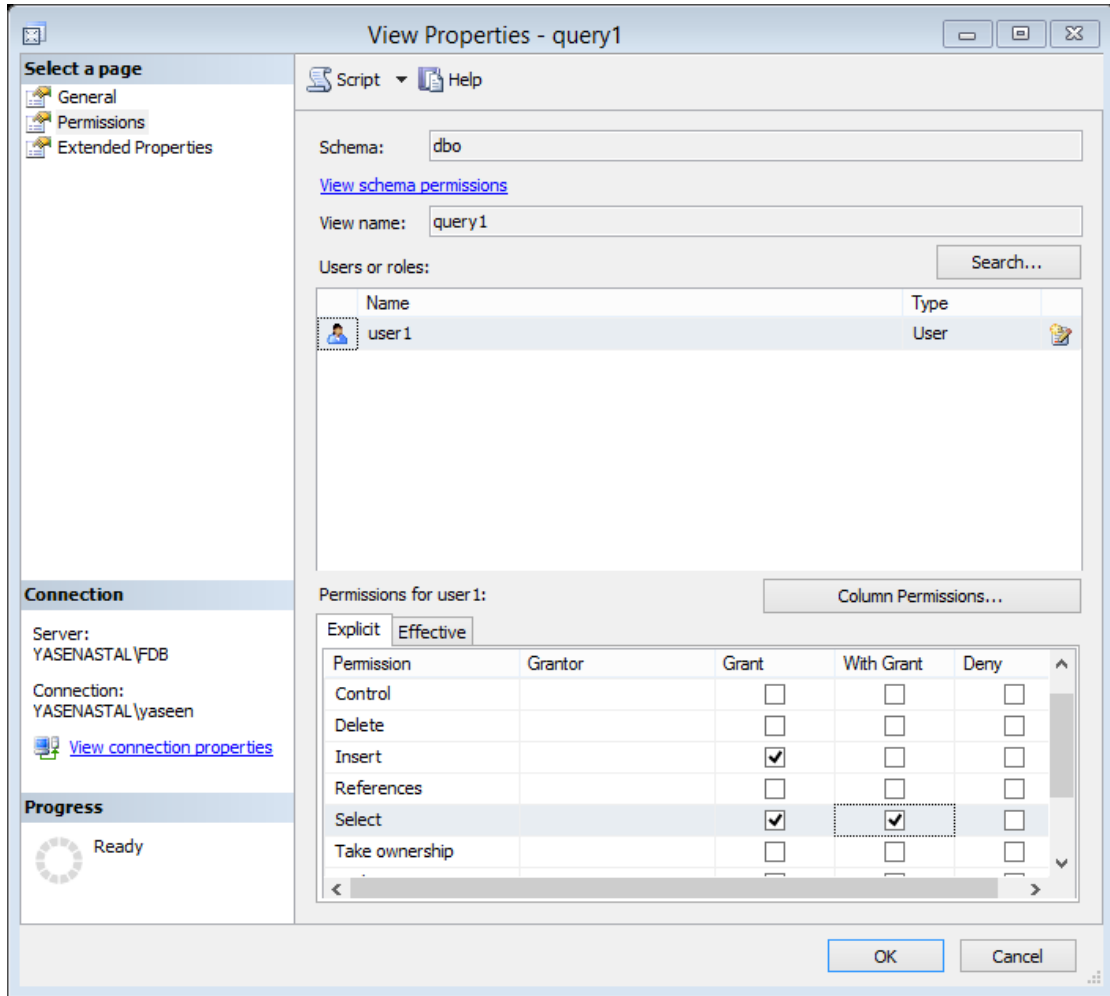 View Properties - query1
Select a page
General
Permissions
Extended Properties
Script Help
Schema: dbo
View schema permissions
View name: query1
Users or roles: Search...
Name Type
user1 User
Connection
Server:
YASENASTAL\FDB
Connection:
YASENASTAL\yaseen
View connection properties
Progress
Ready
Permissions for user1: Column Permissions...
Explicit Effective
Permission Grantor Grant With Grant Deny
Control
Delete
Insert
References
Select
Take ownership
OK Cancel